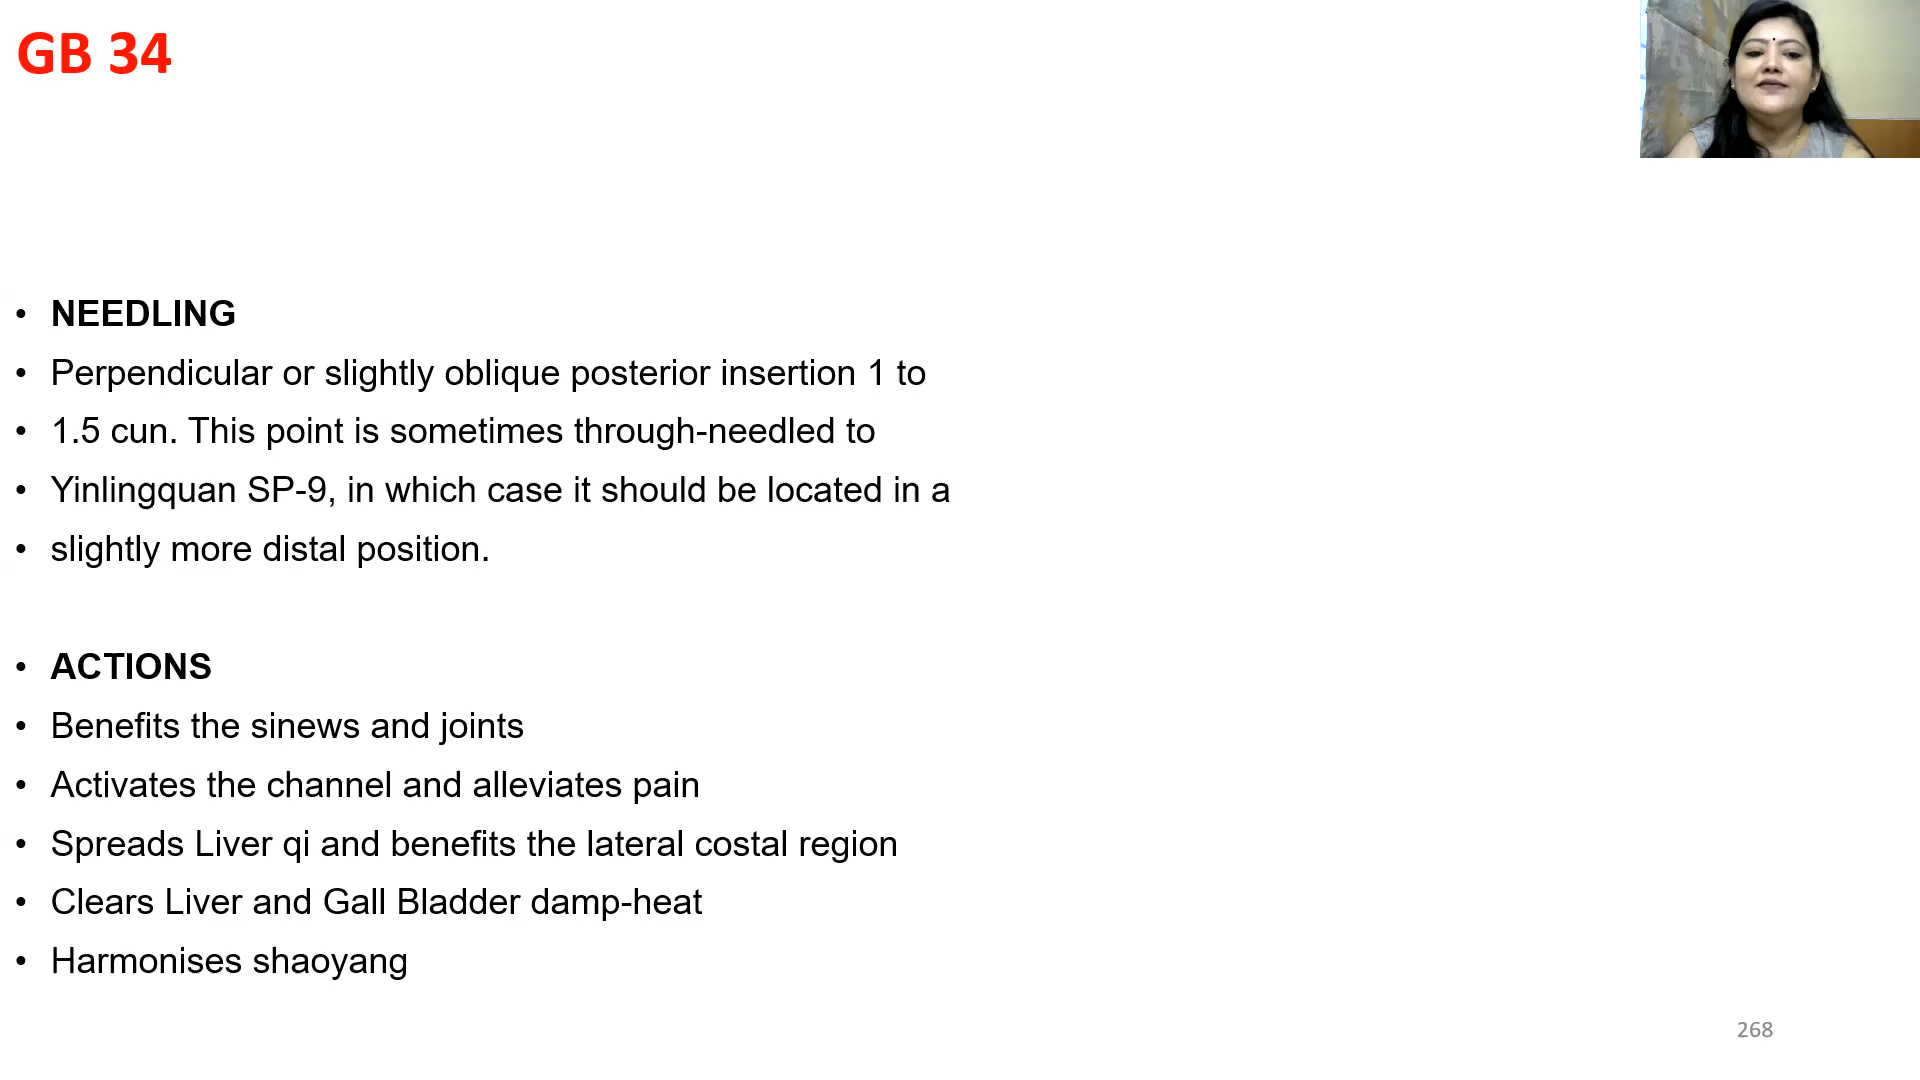 GB 34
• NEEDLING
• Perpendicular or slightly oblique posterior insertion 1 to
• 1.5 cun. This point is sometimes through-needled to
• Yinlingquan SP-9, in which case it should be located in a
• slightly more distal position.
• ACTIONS
• Benefits the sinews and joints
• Activates the channel and alleviates pain
• Spreads Liver qi and benefits the lateral costal region
• Clears Liver and Gall Bladder damp-heat
• Harmonises shaoyang
268